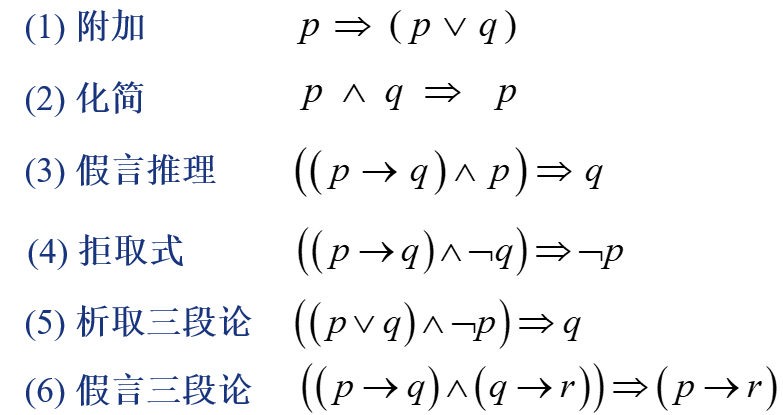 (1) 附加 p ⇒ ( p ∨ q )
(2) 化简 p ∧ q ⇒ p
(3) 假言推理 ((p → q) ∧ p) ⇒ q
(4) 拒取式 ((p → q) ∧ ¬q) ⇒ ¬p
(5) 析取三段论 ((p ∨ q) ∧ ¬p) ⇒ q
(6) 假言三段论 ((p → q) ∧ (q → r)) ⇒ (p → r)